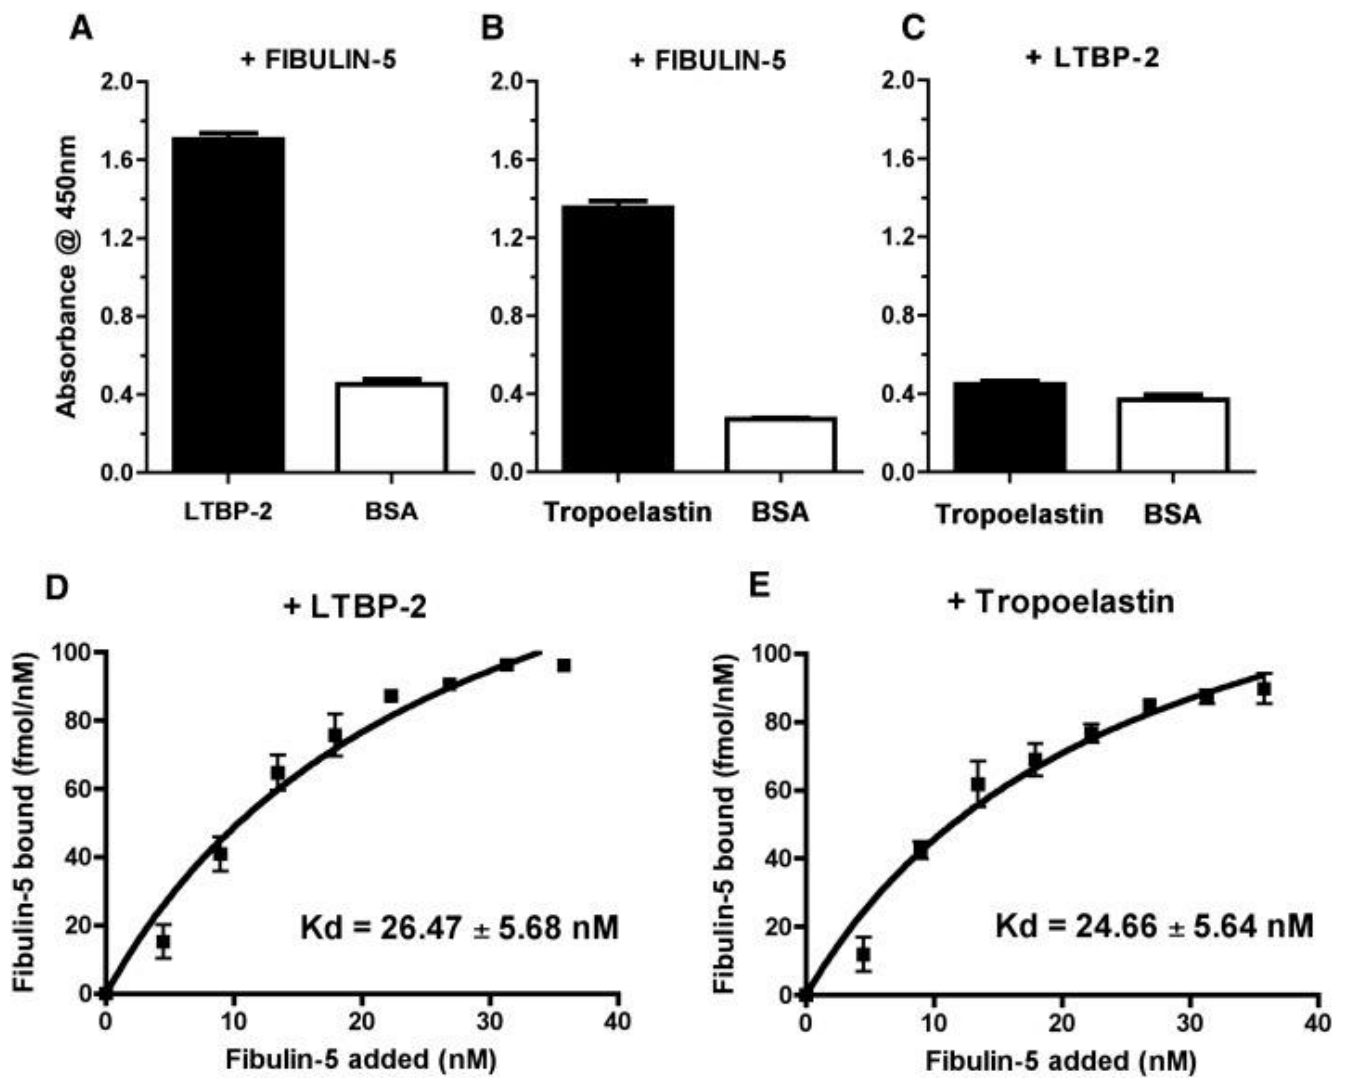 A
+ FIBULIN-5
2.0
1.6
1.2
0.8
0.4
0.0
Absorbance @ 450nm
LTBP-2 BSA
B
+ FIBULIN-5
2.0
1.6
1.2
0.8
0.4
0.0
Tropoelastin BSA
C
+ LTBP-2
2.0
1.6
1.2
0.8
0.4
0.0
Tropoelastin BSA
D
+ LTBP-2
100
80
60
40
20
0
Fibulin-5 bound (fmol/nM)
Kd = 26.47 ± 5.68 nM
0 10 20 30 40
Fibulin-5 added (nM)
E
+ Tropoelastin
100
80
60
40
20
0
Fibulin-5 bound (fmol/nM)
Kd = 24.66 ± 5.64 nM
0 10 20 30 40
Fibulin-5 added (nM)